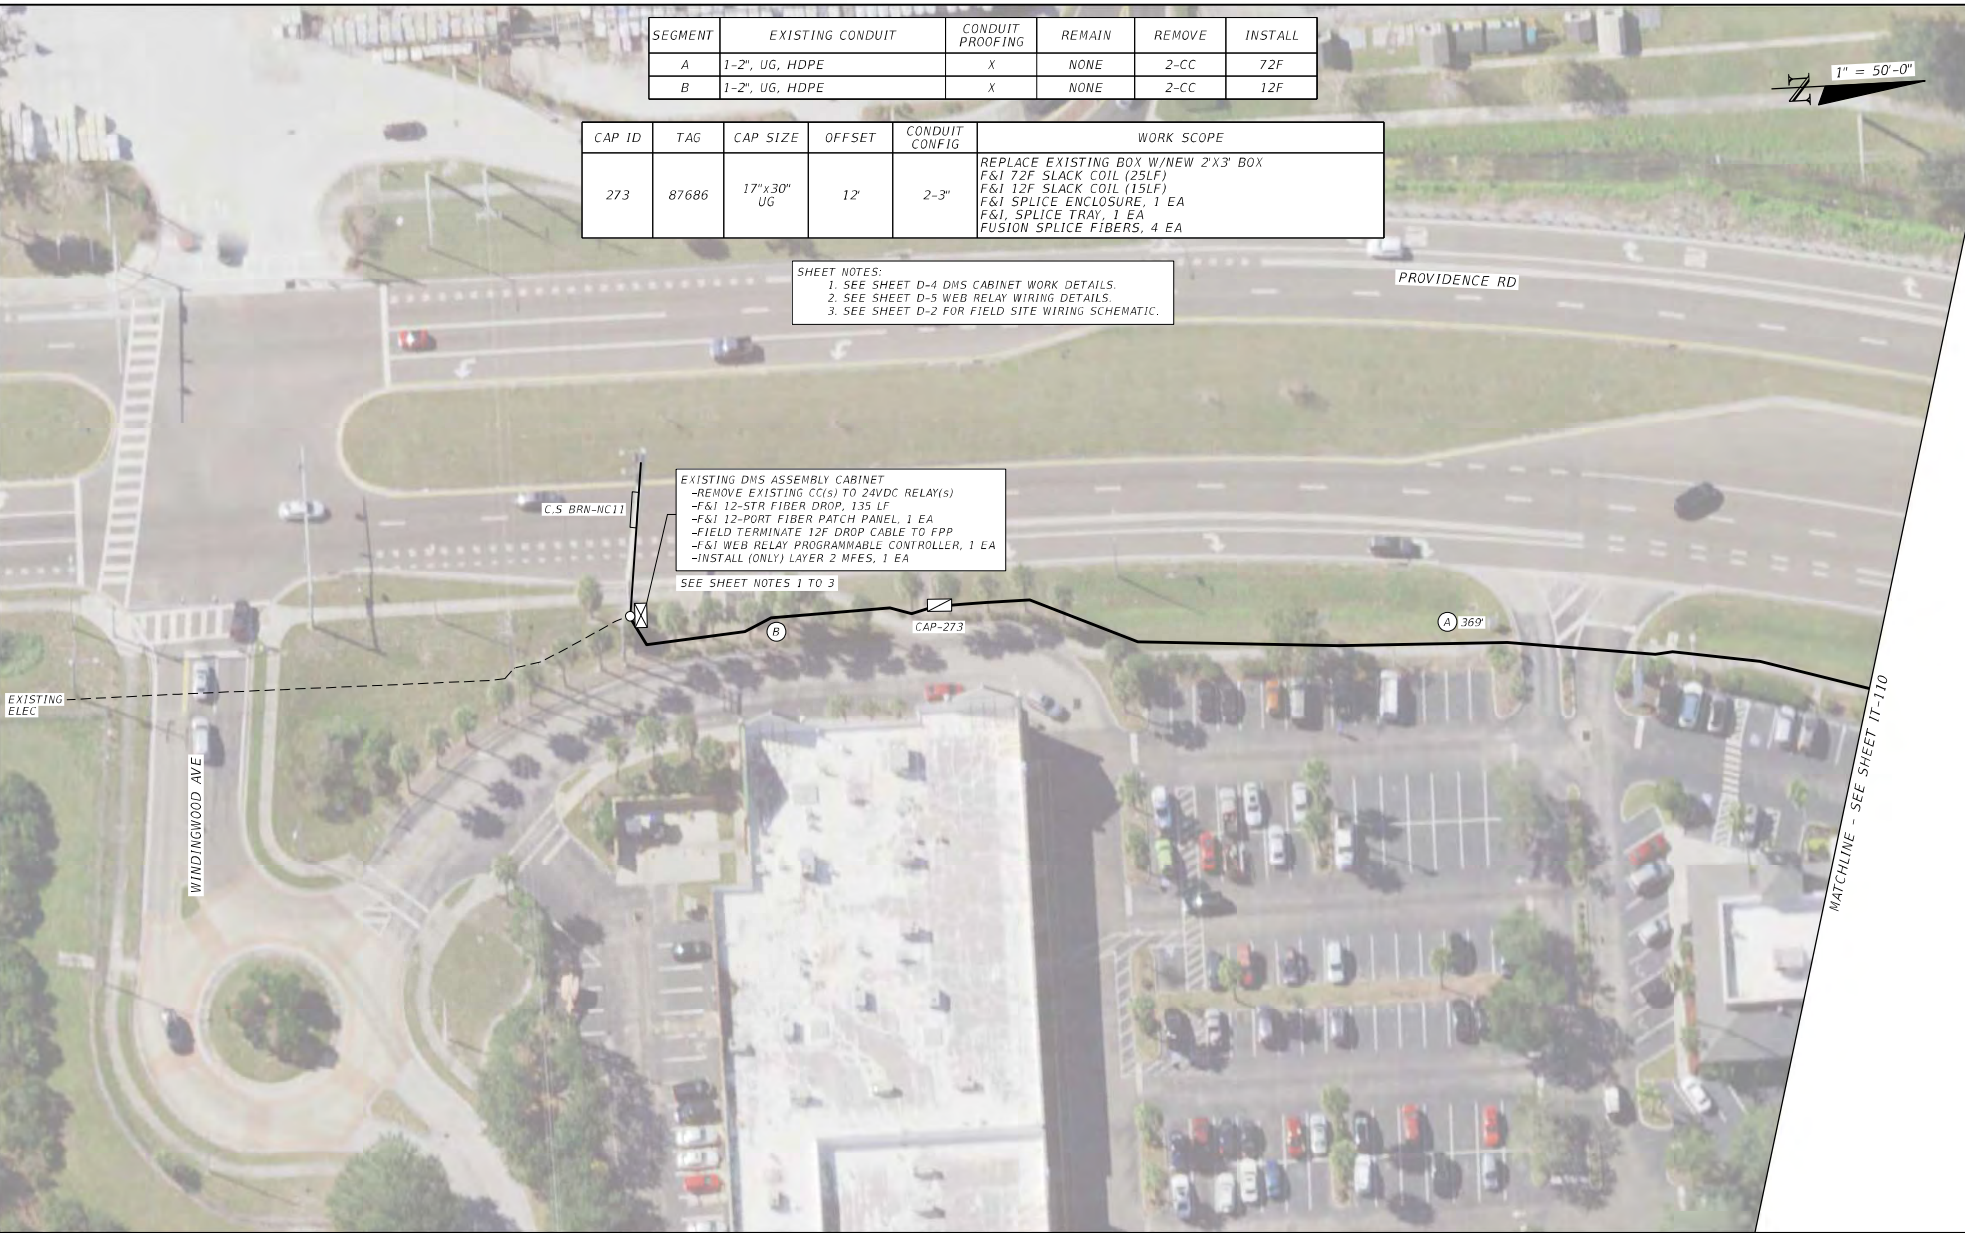 SEGMENT EXISTING CONDUIT CONDUIT PROOFING REMAIN REMOVE INSTALL
A 1-2", UG, HDPE X NONE 2-CC 72F
B 1-2", UG, HDPE X NONE 2-CC 12F
1" = 50'-0"
N
CAP ID TAG CAP SIZE OFFSET CONDUIT CONFIG WORK SCOPE
273 87686 17"x30" UG 12' 2-3"
REPLACE EXISTING BOX W/NEW 2'X3' BOX
F&I 72F SLACK COIL (25LF)
F&I 12F SLACK COIL (15LF)
F&I SPLICE ENCLOSURE, 1 EA
F&I, SPLICE TRAY, 1 EA
FUSION SPLICE FIBERS, 4 EA
SHEET NOTES:
1. SEE SHEET D-4 DMS CABINET WORK DETAILS.
2. SEE SHEET D-5 WEB RELAY WIRING DETAILS.
3. SEE SHEET D-2 FOR FIELD SITE WIRING SCHEMATIC.
PROVIDENCE RD
C.S BRN-NC11
EXISTING DMS ASSEMBLY CABINET
-REMOVE EXISTING CC(s) TO 24VDC RELAY(s)
-F&I 12-STR FIBER DROP, 135 LF
-F&I 12-PORT FIBER PATCH PANEL, 1 EA
-FIELD TERMINATE 12F DROP CABLE TO FPP
-F&I WEB RELAY PROGRAMMABLE CONTROLLER, 1 EA
-INSTALL (ONLY) LAYER 2 MFES, 1 EA
SEE SHEET NOTES 1 TO 3
B
CAP-273
A 369'
EXISTING
ELEC
WINDINGWOOD AVE
MATCHLINE - SEE SHEET IT-110